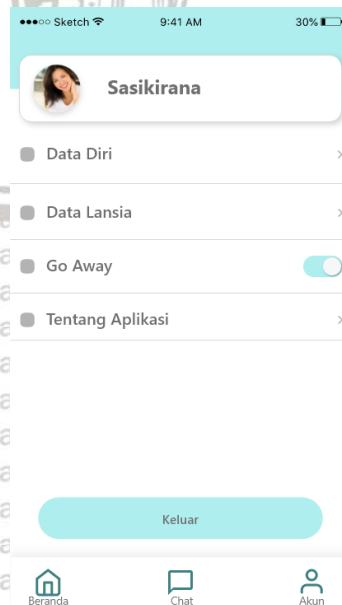 Sketch 9:41 AM 30%
Sasikirana
Data Diri
Data Lansia
Go Away
Tentang Aplikasi
Keluar
Beranda Chat Akun